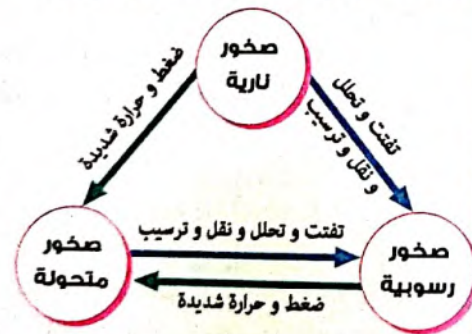 صخور
نارية
ضغط و حرارة شديدة
تفتت و تحلل
و نقل و ترسيب
صخور
متحولة
تفتت و تحلل و نقل و ترسيب
ضغط و حرارة شديدة
صخور
رسوبية